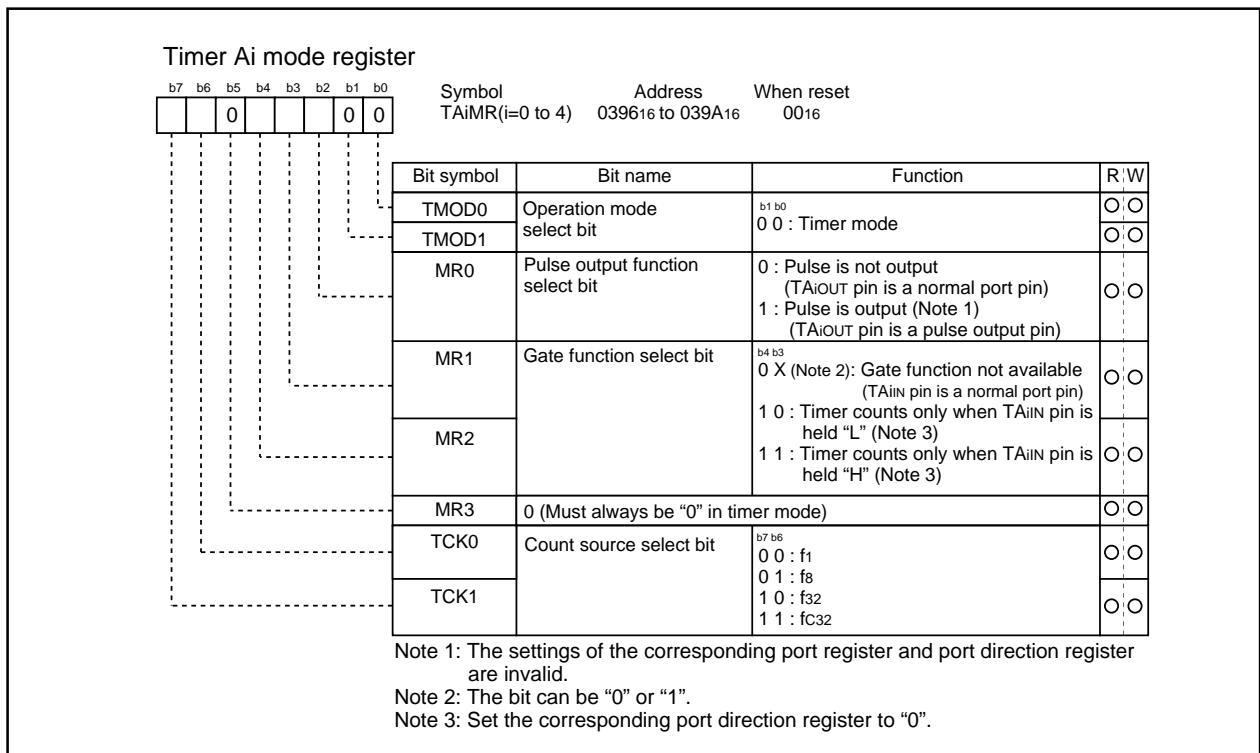 Timer Ai mode register
b7 b6 b5 b4 b3 b2 b1 b0
0 0 0
Symbol Address When reset
TAiMR(i=0 to 4) 039616 to 039A16 0016
Bit symbol Bit name Function R W
TMOD0 Operation mode select bit
b1 b0
0 0 : Timer mode
TMOD1
MR0 Pulse output function select bit
0 : Pulse is not output
(TAiOUT pin is a normal port pin)
1 : Pulse is output (Note 1)
(TAiOUT pin is a pulse output pin)
MR1 Gate function select bit
b4 b3
0 X (Note 2): Gate function not available
(TAiIN pin is a normal port pin)
1 0 : Timer counts only when TAiIN pin is
held “L” (Note 3)
MR2
1 1 : Timer counts only when TAiIN pin is
held “H” (Note 3)
MR3 0 (Must always be “0” in timer mode)
TCK0 Count source select bit
b7 b6
0 0 : f1
0 1 : f8
TCK1
1 0 : f32
1 1 : fC32
Note 1: The settings of the corresponding port register and port direction register
are invalid.
Note 2: The bit can be “0” or “1”.
Note 3: Set the corresponding port direction register to “0”.